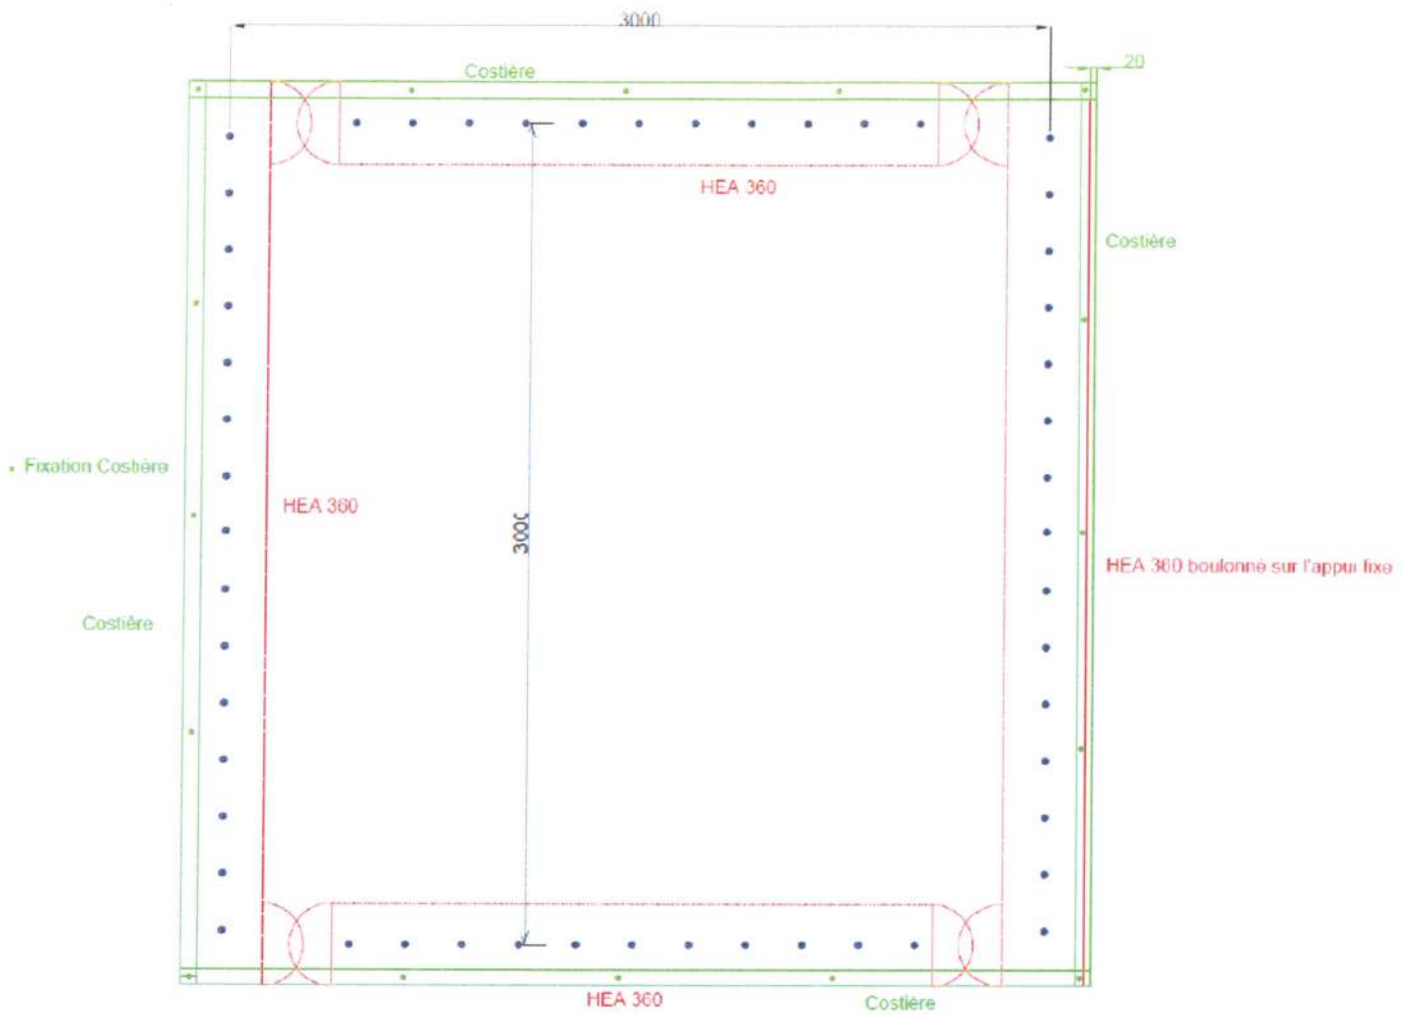 3000
20
Costière
HEA 360
Costière
• Fixation Costière
HEA 360
3000
HEA 360 boulonné sur l'appui fixe
Costière
HEA 360
Costière